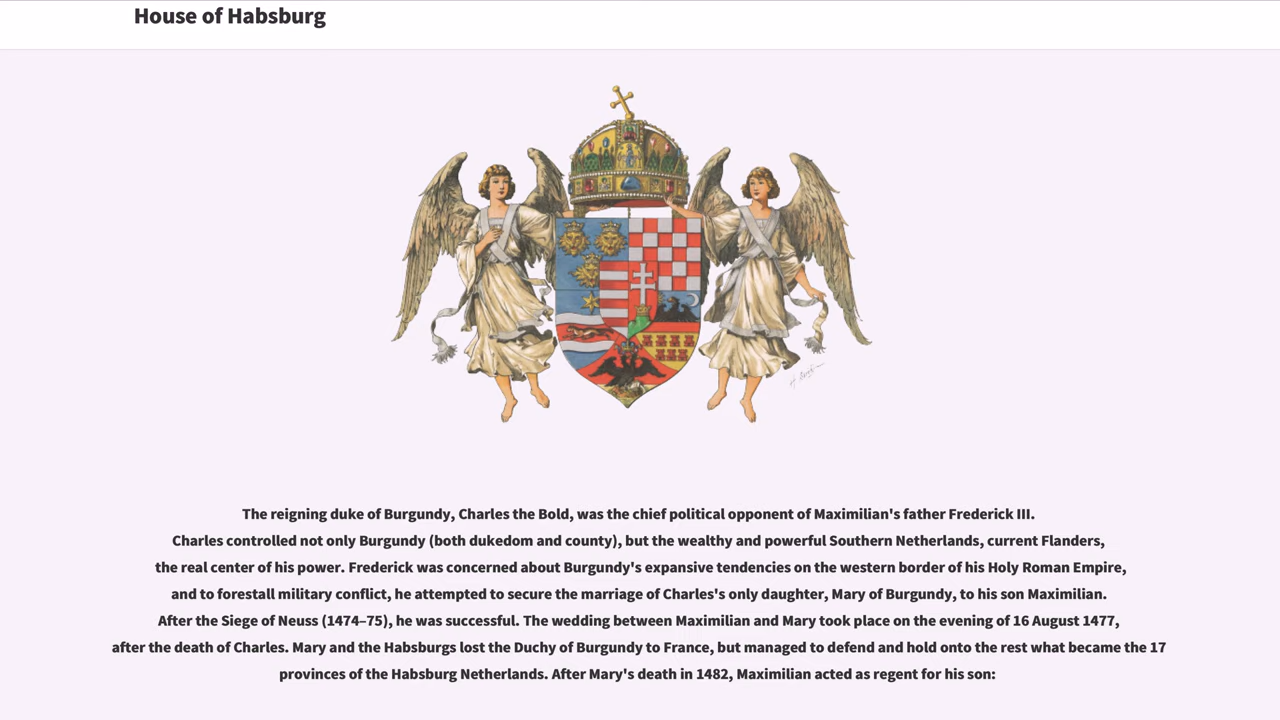 House of Habsburg
The reigning duke of Burgundy, Charles the Bold, was the chief political opponent of Maximilian's father Frederick III.
Charles controlled not only Burgundy (both dukedom and county), but the wealthy and powerful Southern Netherlands, current Flanders,
the real center of his power. Frederick was concerned about Burgundy's expansive tendencies on the western border of his Holy Roman Empire,
and to forestall military conflict, he attempted to secure the marriage of Charles's only daughter, Mary of Burgundy, to his son Maximilian.
After the Siege of Neuss (1474–75), he was successful. The wedding between Maximilian and Mary took place on the evening of 16 August 1477,
after the death of Charles. Mary and the Habsburgs lost the Duchy of Burgundy to France, but managed to defend and hold onto the rest what became the 17
provinces of the Habsburg Netherlands. After Mary's death in 1482, Maximilian acted as regent for his son: